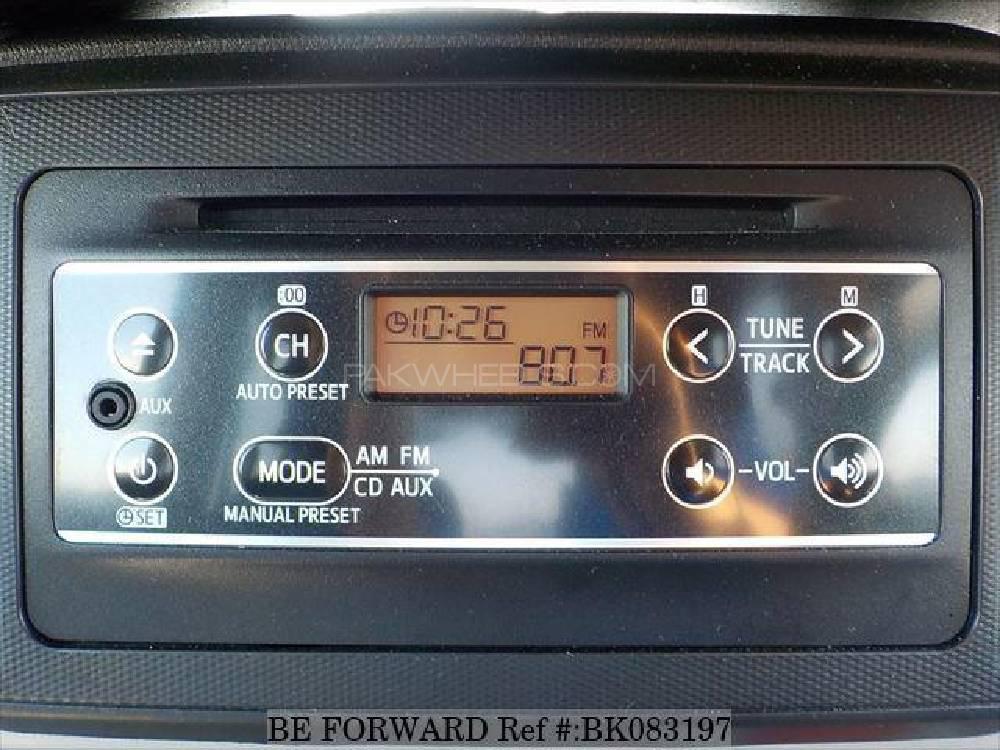 :00 H M
10:26 FM
CH TUNE
80.7
AUTO PRESET TRACK
PAKWHEELS.COM
AUX
MODE AM FM
CD AUX
VOL
SET MANUAL PRESET
BE FORWARD Ref #:BK083197